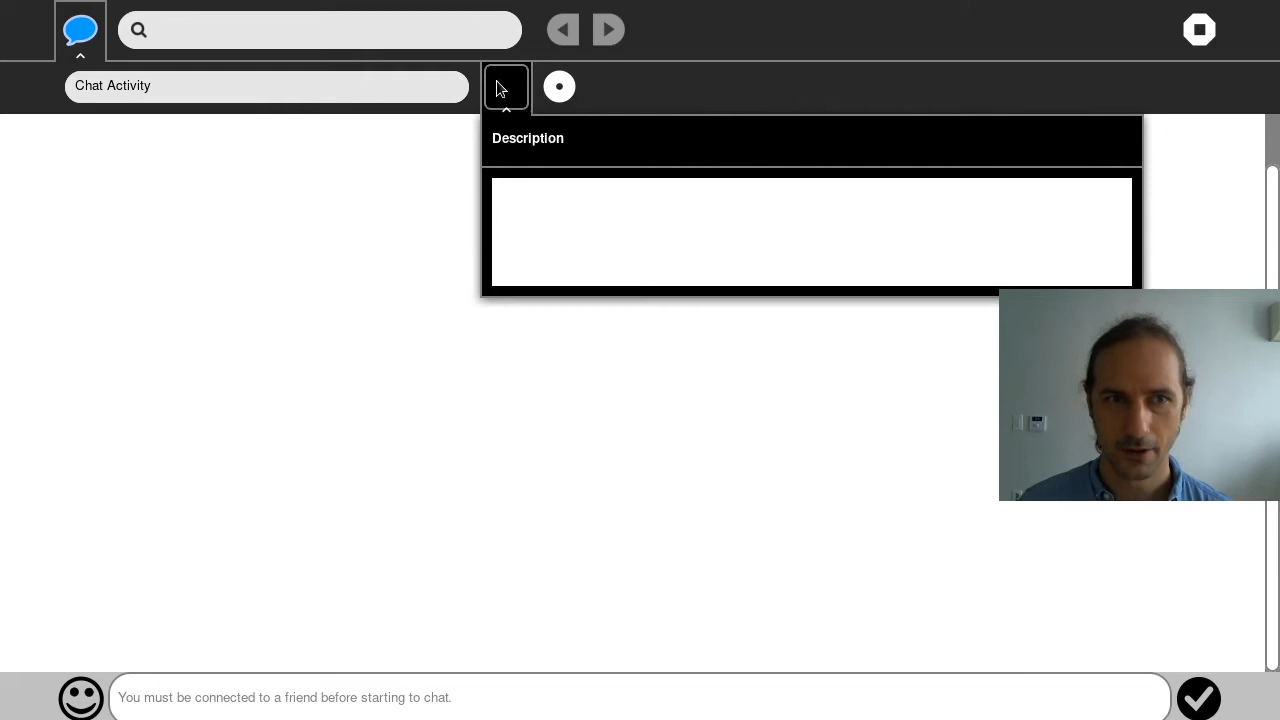 Chat Activity
Description
You must be connected to a friend before starting to chat.